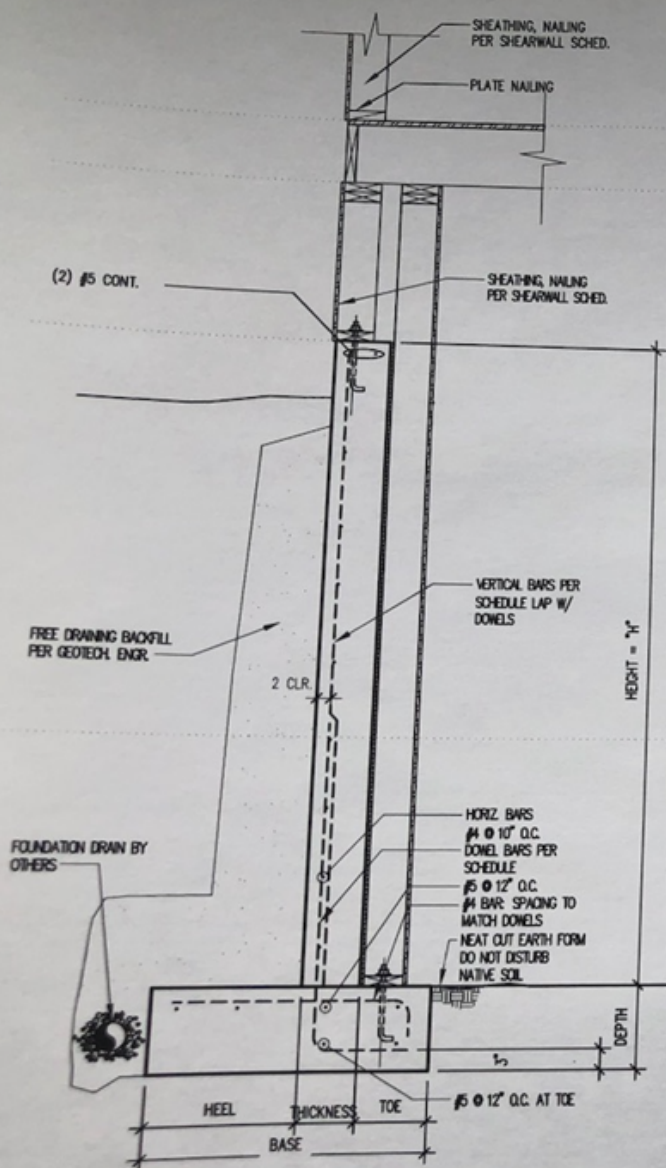 SHEATHING, NAILING
PER SHEARWALL SCHED.
PLATE NAILING
(2) #5 CONT.
SHEATHING, NAILING
PER SHEARWALL SCHED.
VERTICAL BARS PER
SCHEDULE LAP W/
DOWELS
FREE DRAINING BACKFILL
PER GEOTECH. ENGR.
2 CLR.
HEIGHT = "H"
HORIZ. BARS
#4 @ 10" O.C.
DOWEL BARS PER
SCHEDULE
#5 @ 12" O.C.
#4 BAR: SPACING TO
MATCH DOWELS
NEAT CUT EARTH FORM
DO NOT DISTURB
NATIVE SOIL
FOUNDATION DRAIN BY
OTHERS
DEPTH
3"
#5 @ 12" O.C. AT TOE
HEEL
THICKNESS
TOE
BASE